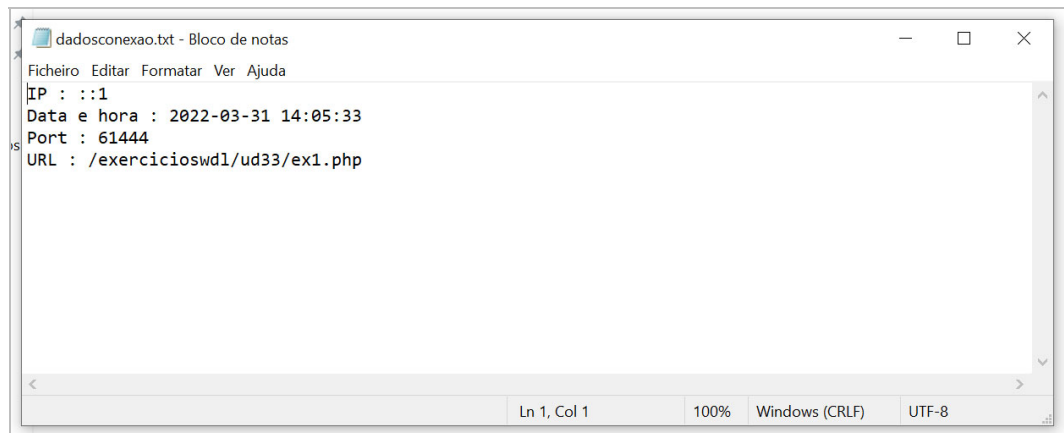 dadosconexao.txt - Bloco de notas
Ficheiro Editar Formatar Ver Ajuda
IP : ::1
Data e hora : 2022-03-31 14:05:33
Port : 61444
URL : /exercicioswdl/ud33/ex1.php
Ln 1, Col 1 100% Windows (CRLF) UTF-8